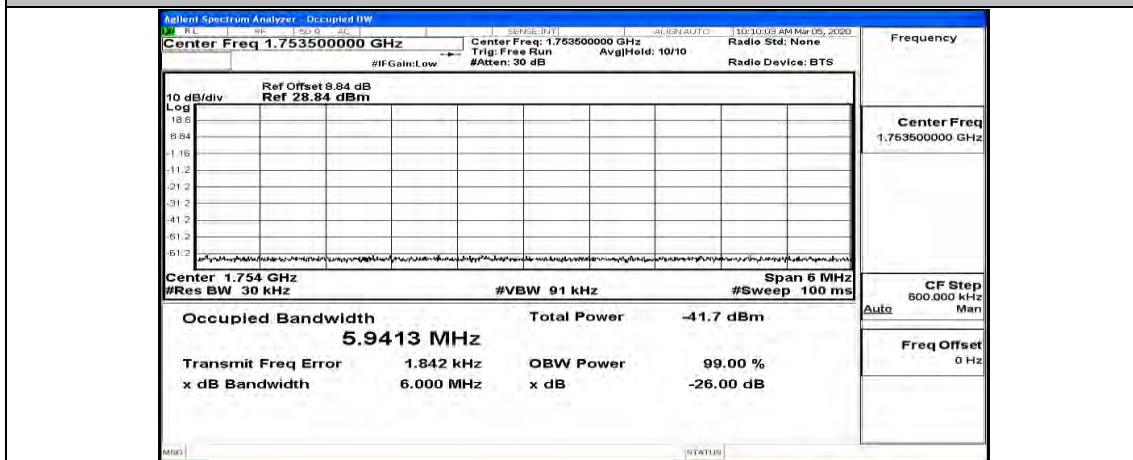 Agilent Spectrum Analyzer - Occupied BW
RL RF 50 Ω AC SENSE:INT ALIGN AUTO 10:10:03 AM Mar 05, 2020
Center Freq 1.753500000 GHz
Center Freq: 1.753500000 GHz
Radio Std: None
Trig: Free Run Avg|Hold: 10/10
#IFGain:Low #Atten: 30 dB Radio Device: BTS
Ref Offset 8.84 dB
10 dB/div Ref 28.84 dBm
Log
18.8
8.84
-1.16
-11.2
-21.2
-31.2
-41.2
-51.2
-61.2
Center 1.754 GHz Span 6 MHz
#Res BW 30 kHz #VBW 91 kHz #Sweep 100 ms
Occupied Bandwidth Total Power -41.7 dBm
5.9413 MHz
Transmit Freq Error 1.842 kHz OBW Power 99.00 %
x dB Bandwidth 6.000 MHz x dB -26.00 dB
MSG STATUS
Frequency
Center Freq
1.753500000 GHz
CF Step
600.000 kHz
Auto Man
Freq Offset
0 Hz